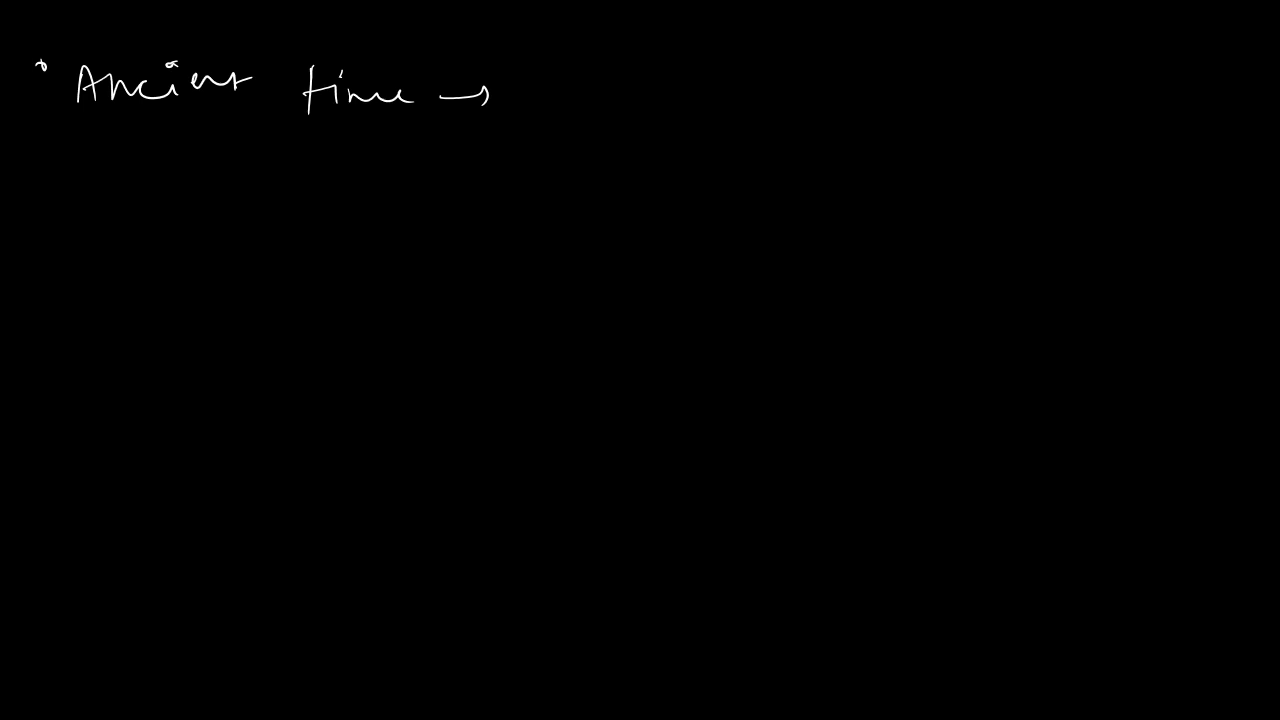 * Ancient time →